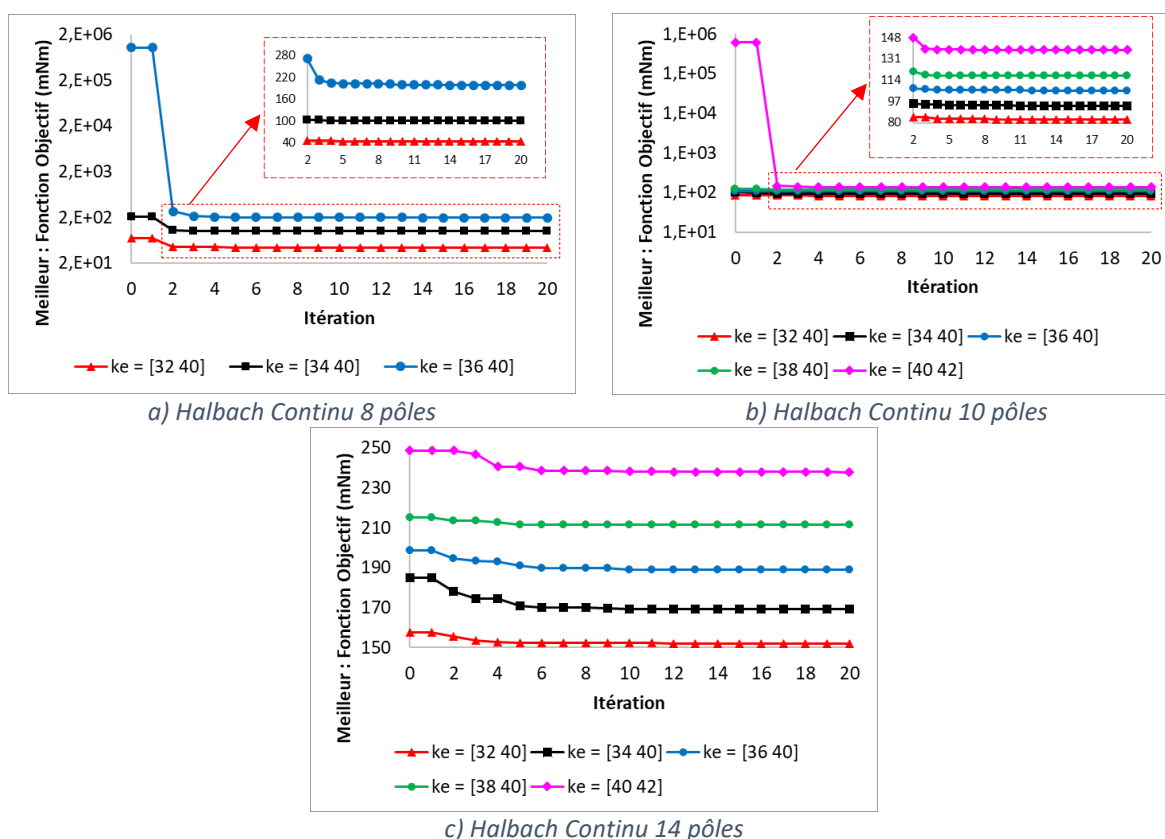 Meilleur : Fonction Objectif (mNm)
2,E+06
2,E+05
2,E+04
2,E+03
2,E+02
2,E+01
280
220
160
100
40
2 5 8 11 14 17 20
0 2 4 6 8 10 12 14 16 18 20
Itération
ke = [32 40] ke = [34 40] ke = [36 40]
a) Halbach Continu 8 pôles
Meilleur : Fonction Objectif (mNm)
1,E+06
1,E+05
1,E+04
1,E+03
1,E+02
1,E+01
148
131
114
97
80
2 5 8 11 14 17 20
0 2 4 6 8 10 12 14 16 18 20
Itération
ke = [32 40] ke = [34 40] ke = [36 40]
ke = [38 40] ke = [40 42]
b) Halbach Continu 10 pôles
Meilleur : Fonction Objectif (mNm)
250
230
210
190
170
150
0 2 4 6 8 10 12 14 16 18 20
Itération
ke = [32 40] ke = [34 40] ke = [36 40]
ke = [38 40] ke = [40 42]
c) Halbach Continu 14 pôles